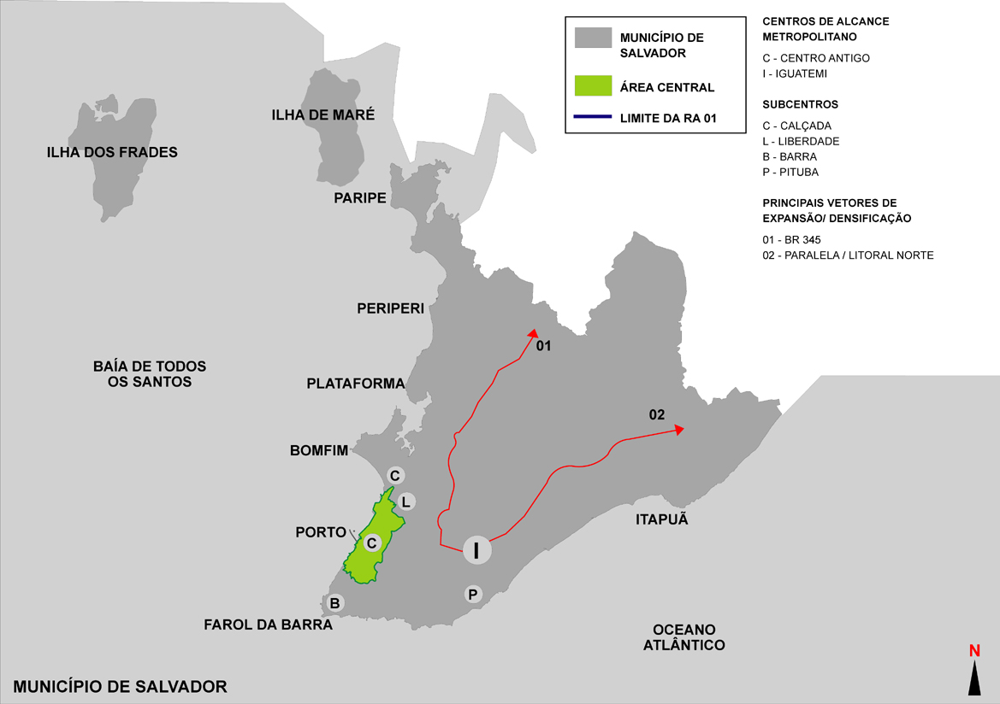 MUNICÍPIO DE
SALVADOR
ÁREA CENTRAL
LIMITE DA RA 01
CENTROS DE ALCANCE
METROPOLITANO
C - CENTRO ANTIGO
I - IGUATEMI
SUBCENTROS
C - CALÇADA
L - LIBERDADE
B - BARRA
P - PITUBA
PRINCIPAIS VETORES DE
EXPANSÃO/ DENSIFICAÇÃO
01 - BR 345
02 - PARALELA / LITORAL NORTE
ILHA DE MARÉ
ILHA DOS FRADES
PARIPE
PERIPERI
01
BAÍA DE TODOS
OS SANTOS
PLATAFORMA
02
BOMFIM
C
L
ITAPUÃ
PORTO
C
I
P
B
FAROL DA BARRA
OCEANO
ATLÂNTICO
N
MUNICÍPIO DE SALVADOR